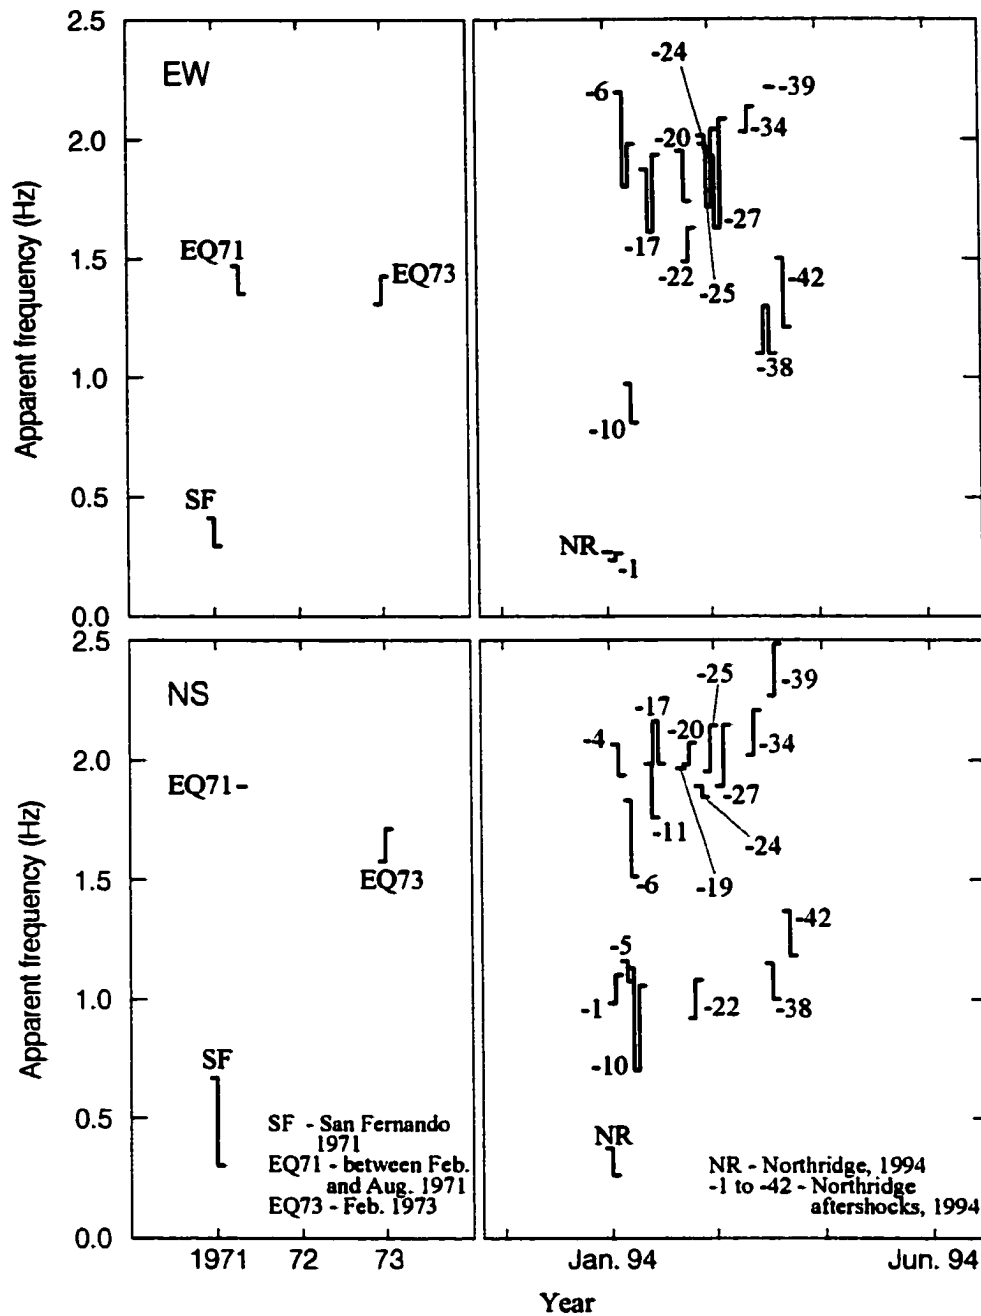 2.5
EW
-24
-39
-6
2.0
-20
-34
Apparent frequency (Hz)
-17
-27
1.5
EQ71
EQ73
-22
-25
-42
1.0
-38
-10
0.5
SF
NR
-1
0.0
2.5
NS
-25
-39
-17
-4
-20
-34
2.0
EQ71
-27
Apparent frequency (Hz)
-11
-24
1.5
EQ73
-6
-19
-42
-5
1.0
-1
-22
-38
SF
-10
0.5
SF - San Fernando
1971
EQ71 - between Feb.
and Aug. 1971
EQ73 - Feb. 1973
NR
NR - Northridge, 1994
-1 to -42 - Northridge
aftershocks, 1994
0.0
1971
72
73
Jan. 94
Jun. 94
Year